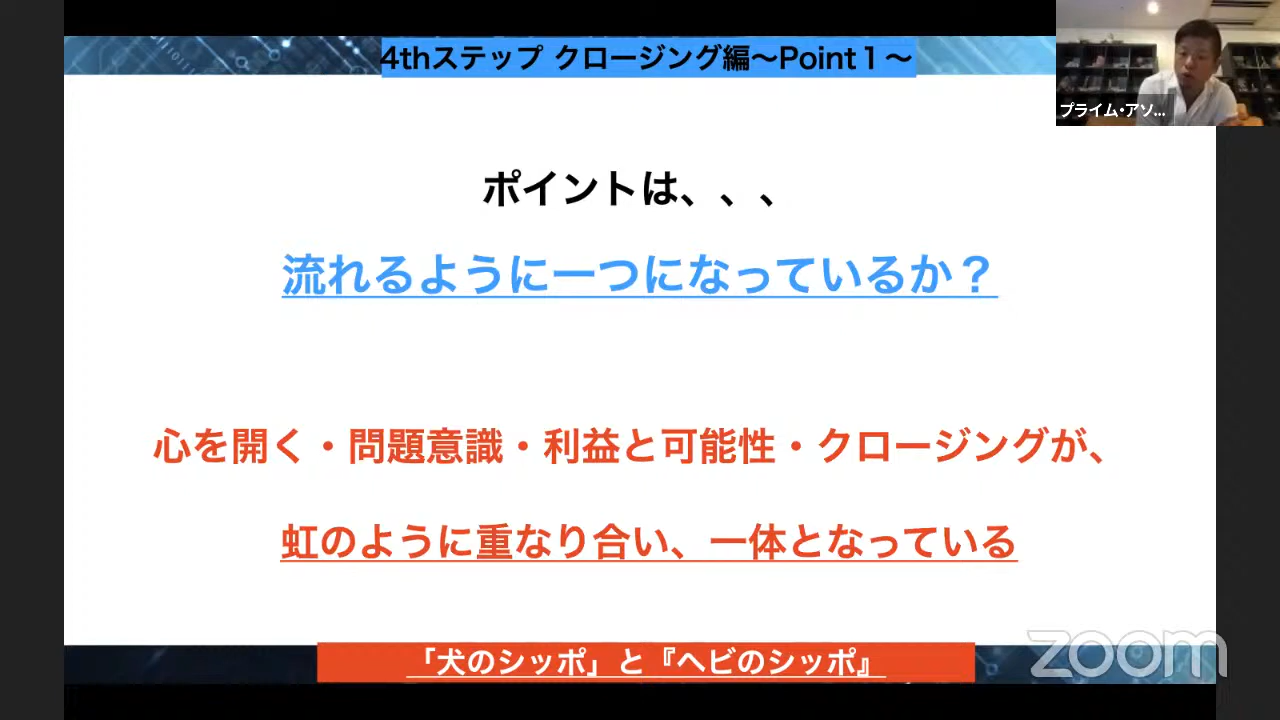 4thステップ クロージング編〜Point１〜
プライム・アソ...
ポイントは、、、
流れるように一つになっているか？
心を開く・問題意識・利益と可能性・クロージングが、
虹のように重なり合い、一体となっている
「犬のシッポ」と『ヘビのシッポ』
zoom